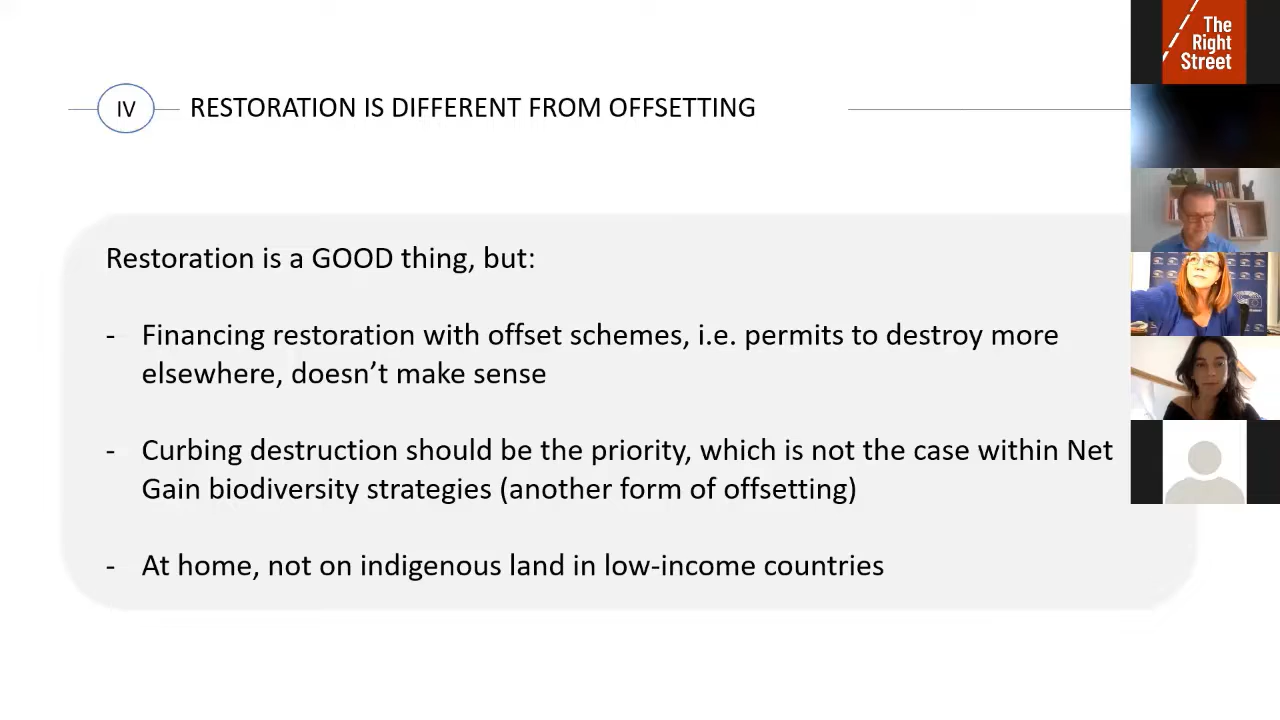 The
Right
Street
IV
RESTORATION IS DIFFERENT FROM OFFSETTING
Restoration is a GOOD thing, but:
- Financing restoration with offset schemes, i.e. permits to destroy more
elsewhere, doesn’t make sense
- Curbing destruction should be the priority, which is not the case within Net
Gain biodiversity strategies (another form of offsetting)
- At home, not on indigenous land in low-income countries